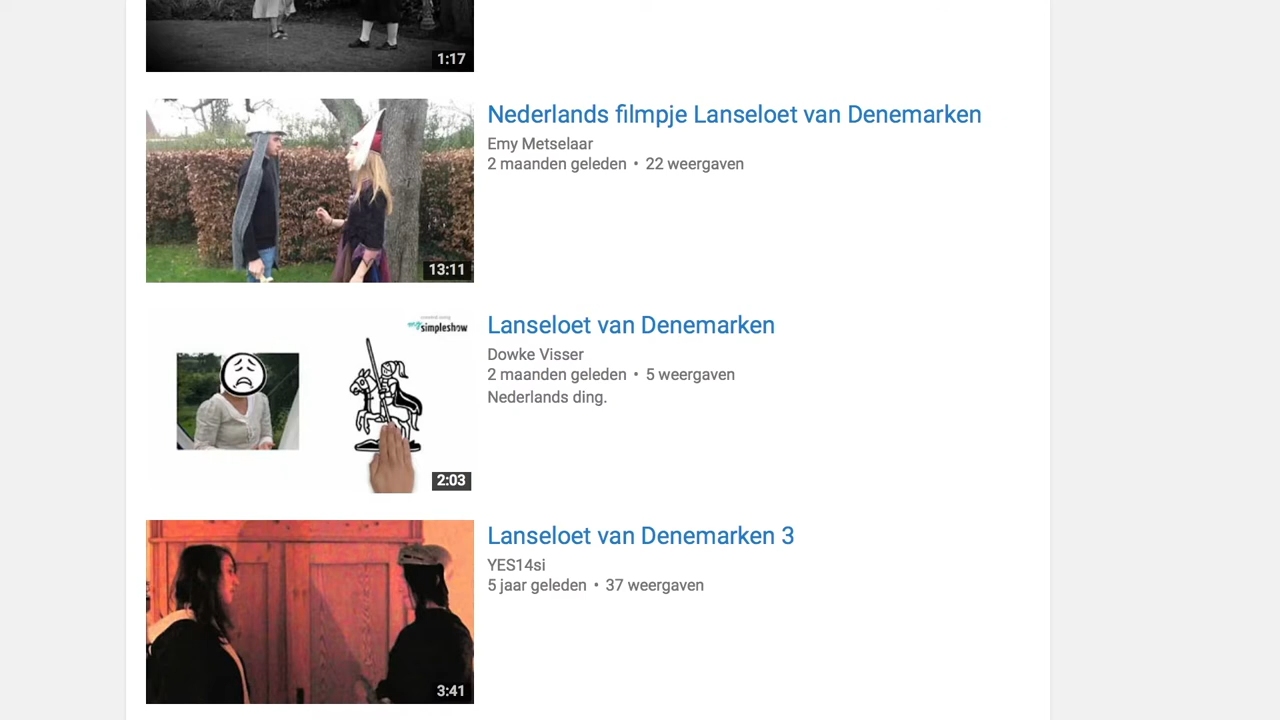 1:17
Nederlands filmpje Lanseloet van Denemarken
Emy Metselaar
2 maanden geleden • 22 weergaven
13:11
mysimpleshow
Lanseloet van Denemarken
Dowke Visser
2 maanden geleden • 5 weergaven
Nederlands ding.
2:03
Lanseloet van Denemarken 3
YES14si
5 jaar geleden • 37 weergaven
3:41